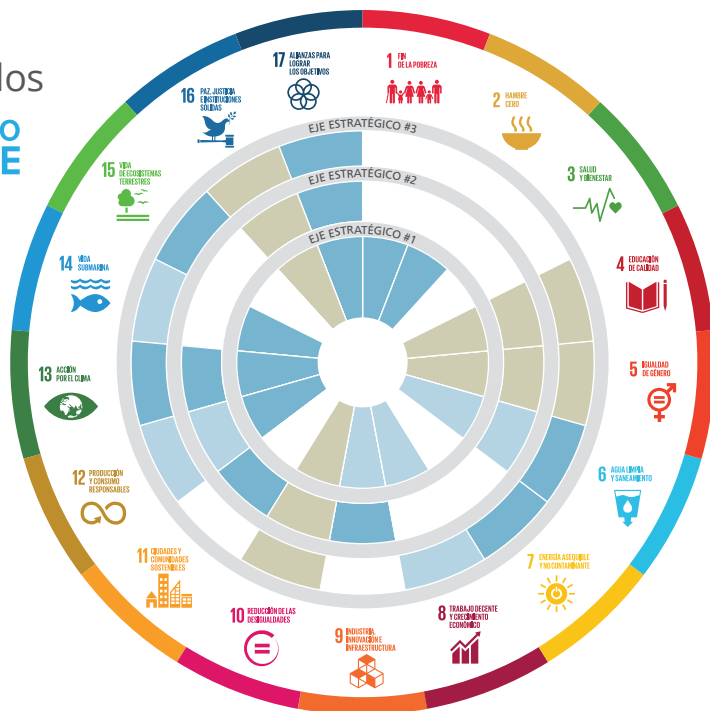 los
O
E
1 FIN
DE LA POBREZA
2 HAMBRE
CERO
3 SALUD
Y BIENESTAR
4 EDUCACIÓN
DE CALIDAD
5 IGUALDAD
DE GÉNERO
6 AGUA LIMPIA
Y SANEAMIENTO
7 ENERGÍA ASEQUIBLE
Y NO CONTAMINANTE
8 TRABAJO DECENTE
Y CRECIMIENTO
ECONÓMICO
9 INDUSTRIA,
INNOVACIÓN E
INFRAESTRUCTURA
10 REDUCCIÓN DE LAS
DESIGUALDADES
11 CIUDADES Y
COMUNIDADES
SOSTENIBLES
12 PRODUCCIÓN
Y CONSUMO
RESPONSABLES
13 ACCIÓN
POR EL CLIMA
14 VIDA
SUBMARINA
15 VIDA
DE ECOSISTEMAS
TERRESTRES
16 PAZ, JUSTICIA
E INSTITUCIONES
SÓLIDAS
17 ALIANZAS PARA
LOGRAR
LOS OBJETIVOS
EJE ESTRATÉGICO #3
EJE ESTRATÉGICO #2
EJE ESTRATÉGICO #1